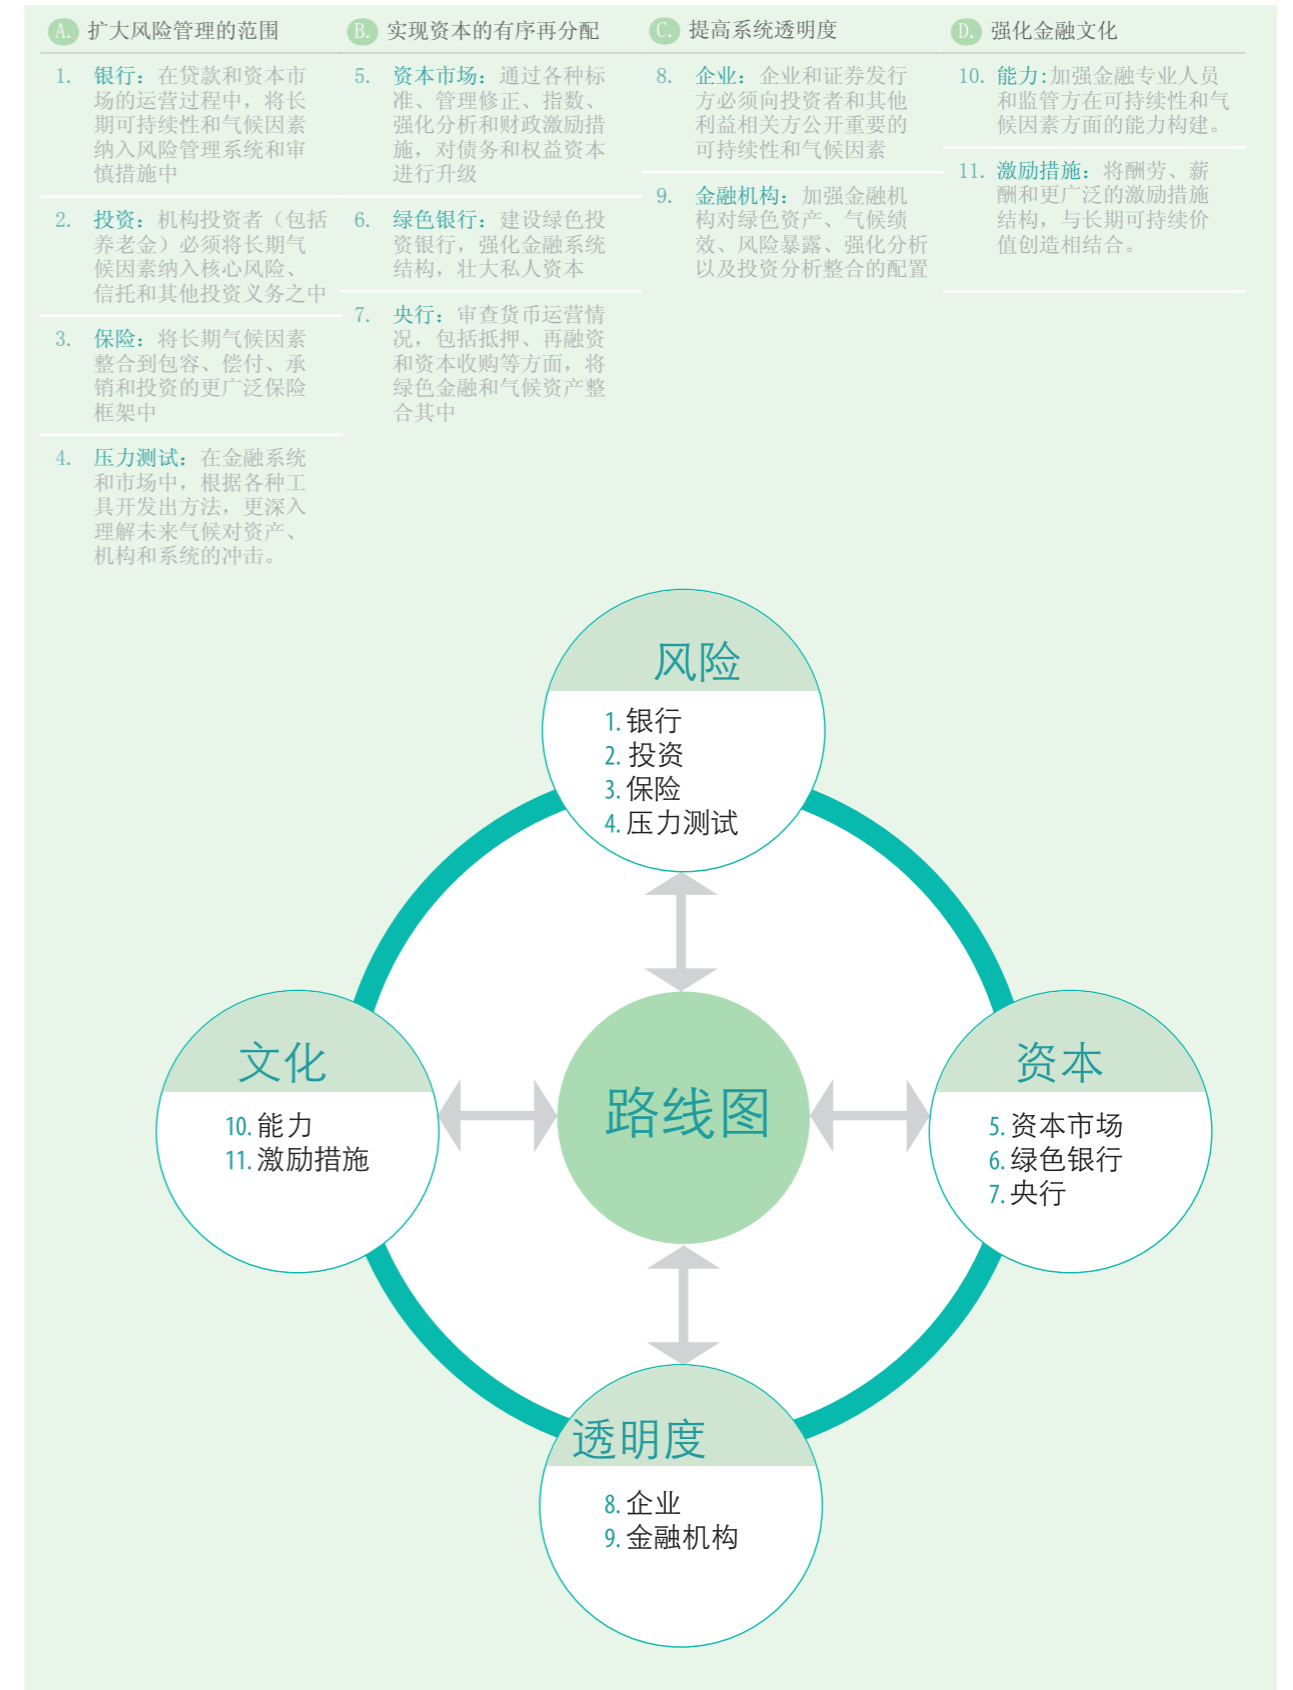 A. 扩大风险管理的范围
1. 银行：在贷款和资本市
场的运营过程中，将长
期可持续性和气候因素
纳入风险管理系统和审
慎措施中
2. 投资：机构投资者（包括
养老金）必须将长期气
候因素纳入核心风险、
信托和其他投资义务之中
3. 保险：将长期气候因素
整合到包容、偿付、承
销和投资的更广泛保险
框架中
4. 压力测试：在金融系统
和市场中，根据各种工
具开发出方法，更深入
理解未来气候对资产、
机构和系统的冲击。
B. 实现资本的有序再分配
5. 资本市场：通过各种标
准、管理修正、指数、
强化分析和财政激励措
施，对债务和权益资本
进行升级
6. 绿色银行：建设绿色投
资银行，强化金融系统
结构，壮大私人资本
7. 央行：审查货币运营情
况，包括抵押、再融资
和资本收购等方面，将
绿色金融和气候资产整
合其中
C. 提高系统透明度
8. 企业：企业和证券发行
方必须向投资者和其他
利益相关方公开重要的
可持续性和气候因素
9. 金融机构：加强金融机
构对绿色资产、气候绩
效、风险暴露、强化分析
以及投资分析整合的配置
D. 强化金融文化
10. 能力:加强金融专业人员
和监管方在可持续性和气
候因素方面的能力构建。
11. 激励措施：将酬劳、薪
酬和更广泛的激励措施
结构，与长期可持续价
值创造相结合。
风险
1. 银行
2. 投资
3. 保险
4. 压力测试
文化
10. 能力
11. 激励措施
路线图
资本
5. 资本市场
6. 绿色银行
7. 央行
透明度
8. 企业
9. 金融机构